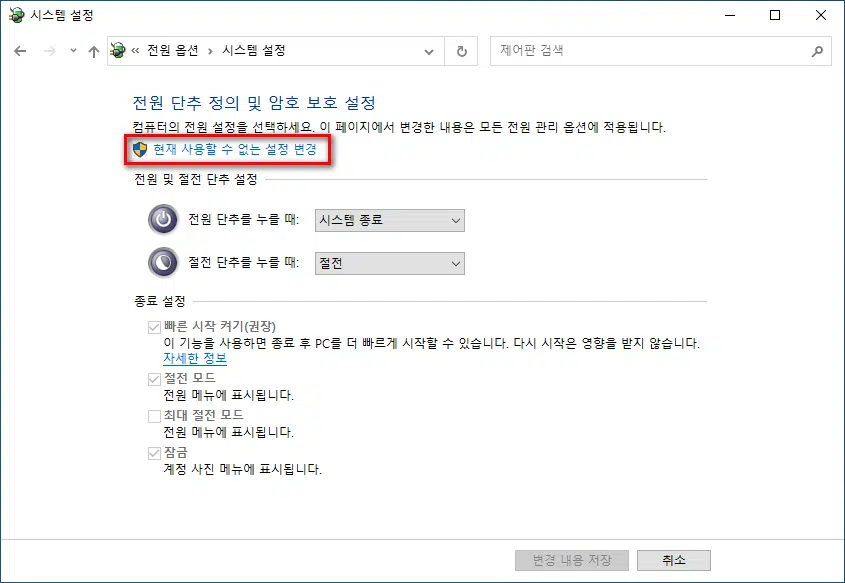 시스템 설정
« 전원 옵션 › 시스템 설정
제어판 검색
전원 단추 정의 및 암호 보호 설정
컴퓨터의 전원 설정을 선택하세요. 이 페이지에서 변경한 내용은 모든 전원 관리 옵션에 적용됩니다.
현재 사용할 수 없는 설정 변경
전원 및 절전 단추 설정
전원 단추를 누를 때: 시스템 종료
절전 단추를 누를 때: 절전
종료 설정
빠른 시작 켜기(권장)
이 기능을 사용하면 종료 후 PC를 더 빠르게 시작할 수 있습니다. 다시 시작은 영향을 받지 않습니다.
자세한 정보
절전 모드
전원 메뉴에 표시됩니다.
최대 절전 모드
전원 메뉴에 표시됩니다.
잠금
계정 사진 메뉴에 표시됩니다.
변경 내용 저장 취소